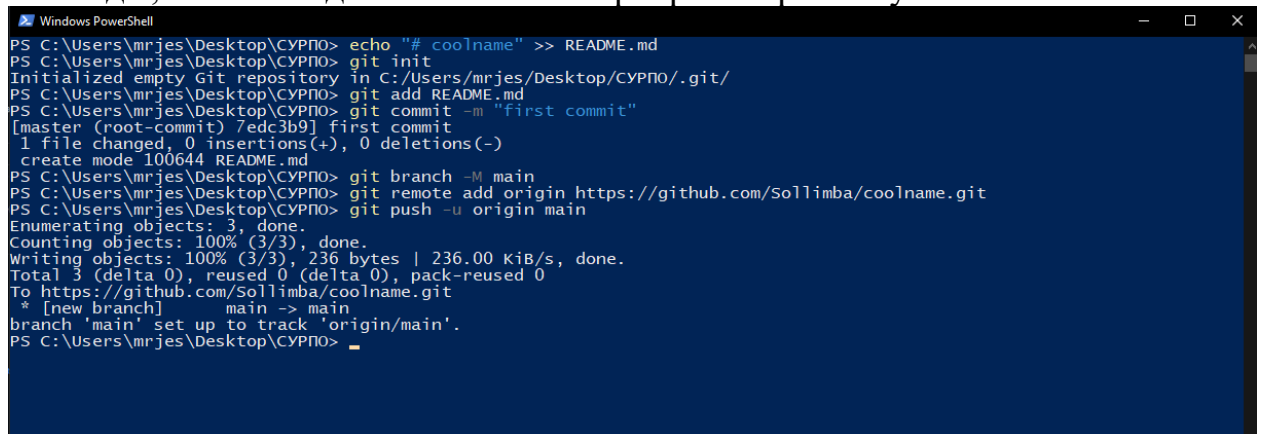 Windows PowerShell
PS C:\Users\mrjes\Desktop\СУРПО> echo "# coolname" >> README.md
PS C:\Users\mrjes\Desktop\СУРПО> git init
Initialized empty Git repository in C:/Users/mrjes/Desktop/СУРПО/.git/
PS C:\Users\mrjes\Desktop\СУРПО> git add README.md
PS C:\Users\mrjes\Desktop\СУРПО> git commit -m "first commit"
[master (root-commit) 7edc3b9] first commit
 1 file changed, 0 insertions(+), 0 deletions(-)
 create mode 100644 README.md
PS C:\Users\mrjes\Desktop\СУРПО> git branch -M main
PS C:\Users\mrjes\Desktop\СУРПО> git remote add origin https://github.com/Sollimba/coolname.git
PS C:\Users\mrjes\Desktop\СУРПО> git push -u origin main
Enumerating objects: 3, done.
Counting objects: 100% (3/3), done.
Writing objects: 100% (3/3), 236 bytes | 236.00 KiB/s, done.
Total 3 (delta 0), reused 0 (delta 0), pack-reused 0
To https://github.com/Sollimba/coolname.git
 * [new branch]      main -> main
branch 'main' set up to track 'origin/main'.
PS C:\Users\mrjes\Desktop\СУРПО>